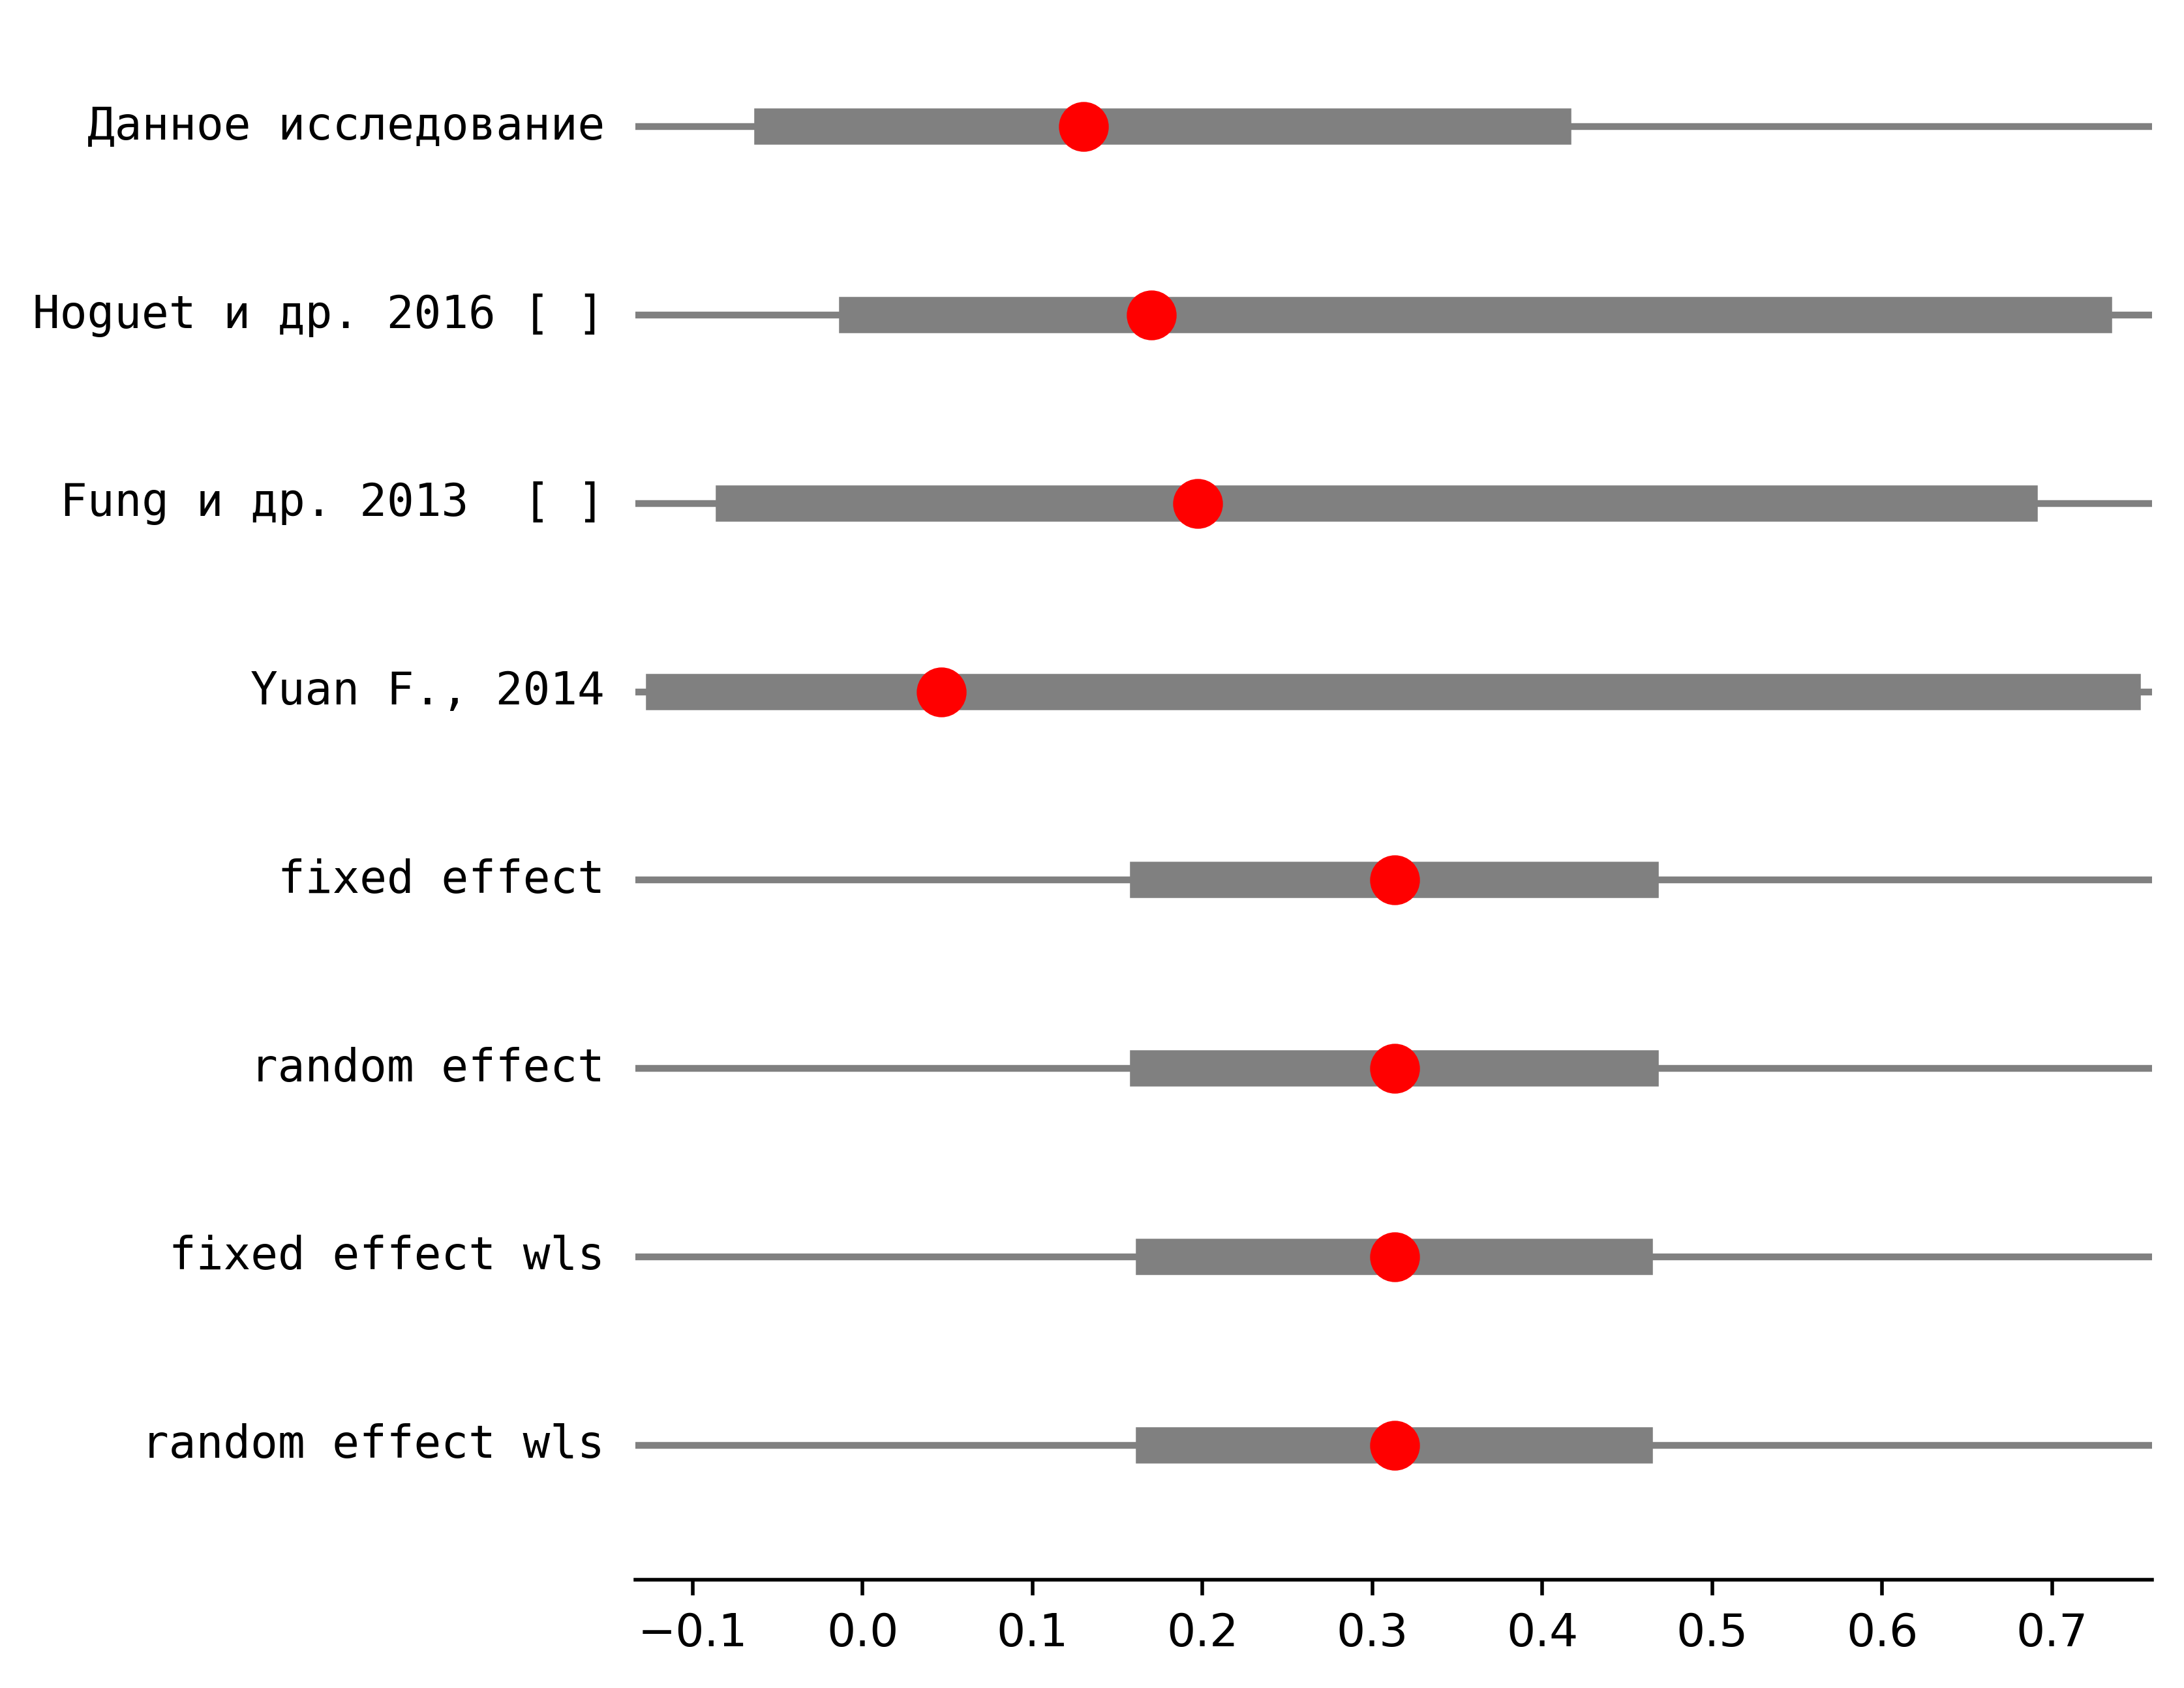 Данное исследование
Hoguet и др. 2016 [ ]
Fung и др. 2013  [ ]
Yuan F., 2014
fixed effect
random effect
fixed effect wls
random effect wls
−0.1 0.0 0.1 0.2 0.3 0.4 0.5 0.6 0.7